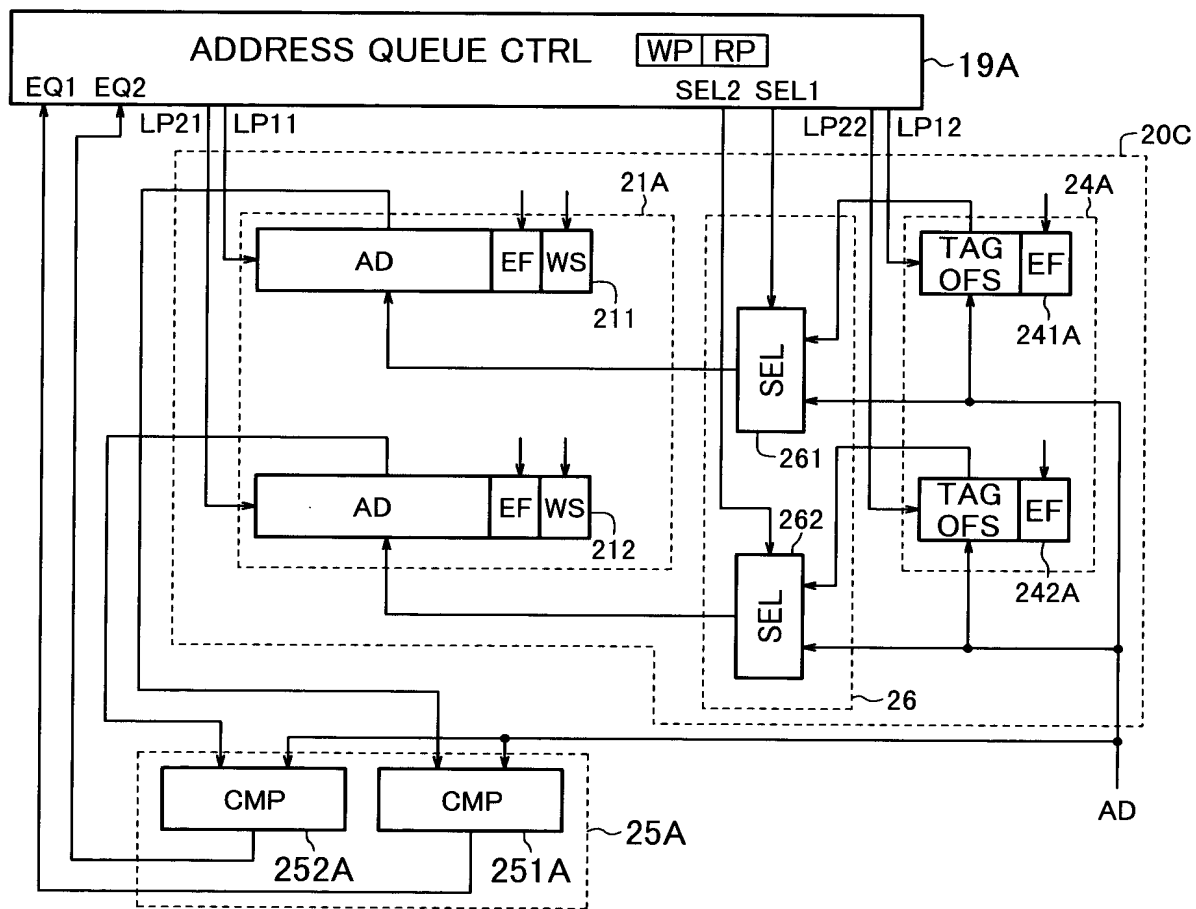 ADDRESS QUEUE CTRL WP RP
19A
EQ1 EQ2 SEL2 SEL1
LP21 LP11 LP22 LP12
20C
21A
24A
AD EF WS
211
TAG OFS EF
241A
SEL
261
AD EF WS
212
262
TAG OFS EF
242A
SEL
26
CMP
CMP
252A
251A
25A
AD